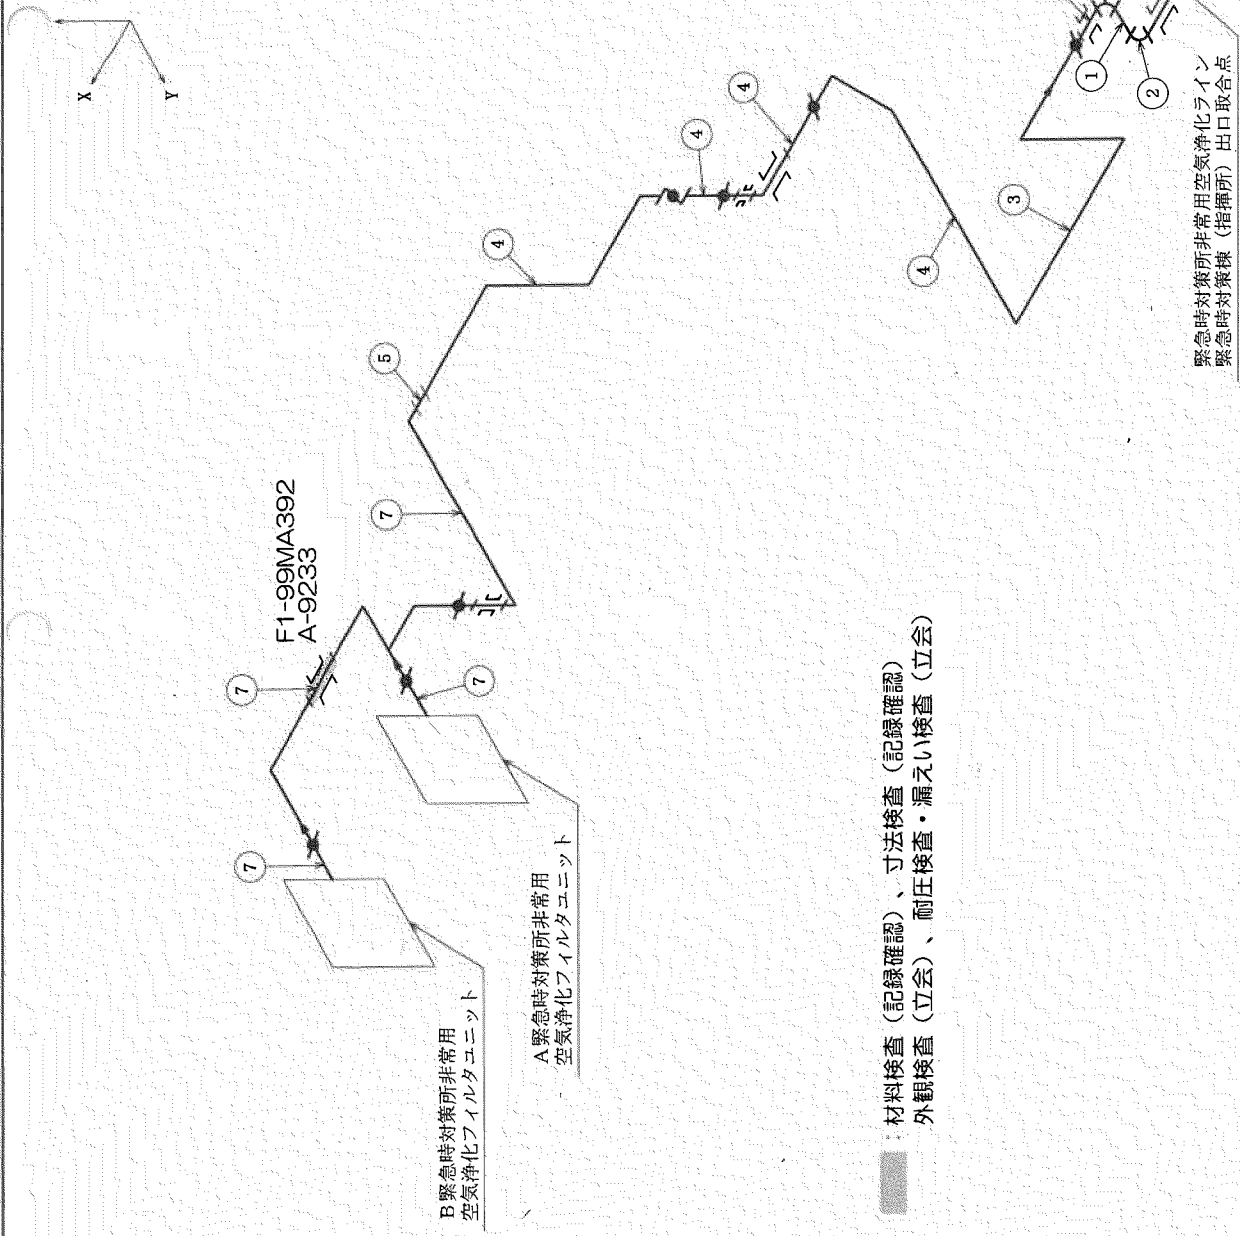 X
Y
④
④
④
⑤
⑦
F1-99MA392
A-9233
⑦
⑦
⑦
④
③
①
②
緊急時対策所非常用空気浄化ライン
緊急時対策棟（指揮所）出口取合点
A緊急時対策所非常用
空気浄化フィルタユニット
B緊急時対策所非常用
空気浄化フィルタユニット
：材料検査（記録確認）、寸法検査（記録確認）
外観検査（立会）、耐圧検査・漏えい検査（立会）